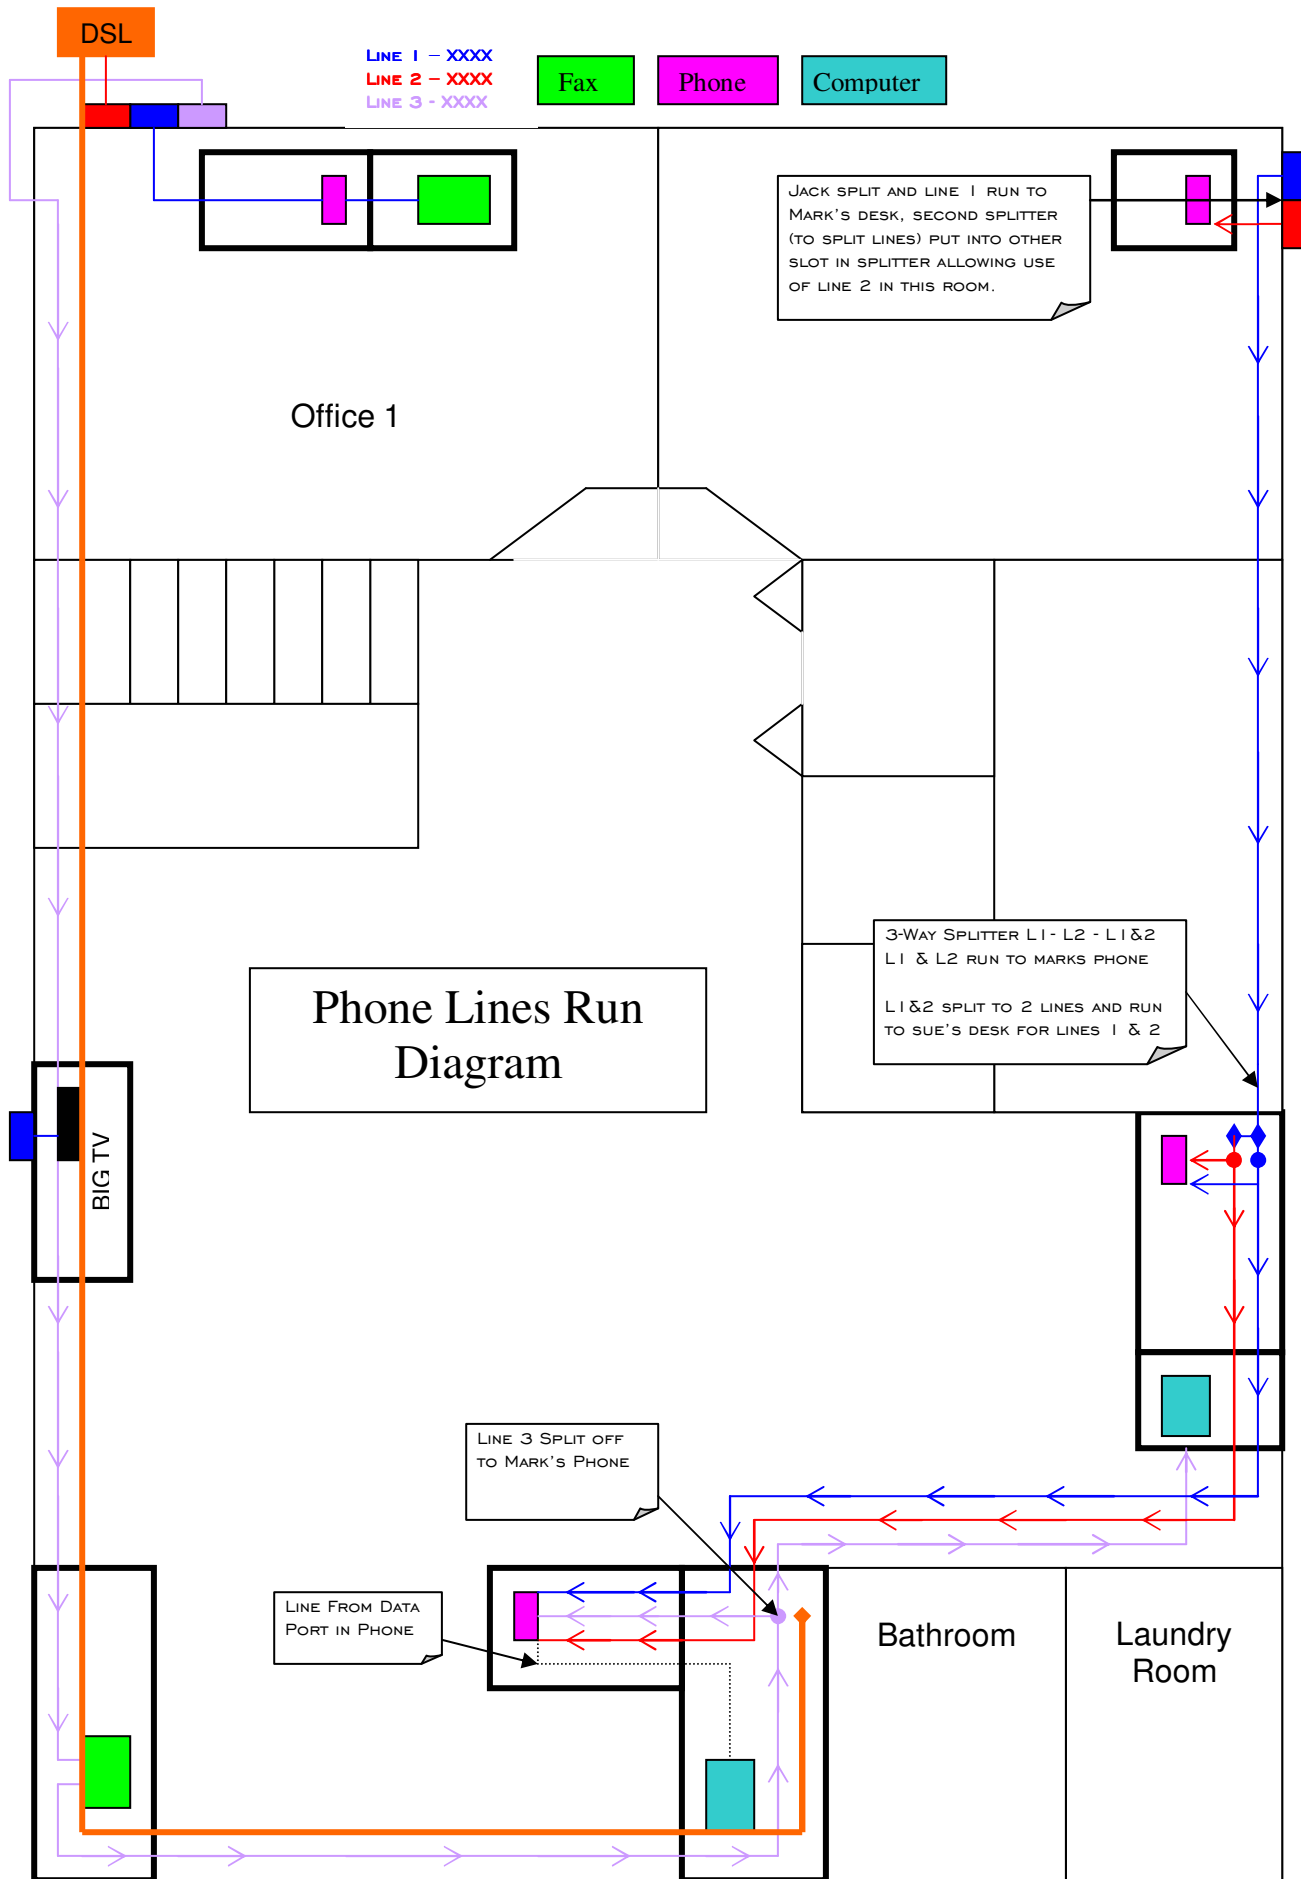 DSL
Line 1 – XXXX
Line 2 – XXXX
Line 3 - XXXX
Fax
Phone
Computer
Jack split and line 1 run to
Mark's desk, second splitter
(to split lines) put into other
slot in splitter allowing use
of line 2 in this room.
Office 1
3-Way Splitter L1- L2 - L1&2
L1 & L2 run to marks phone
L1&2 split to 2 lines and run
to sue's desk for lines 1 & 2
Phone Lines Run
Diagram
BIG TV
Line 3 Split off
to Mark's Phone
Line From Data
Port in Phone
Bathroom
Laundry
Room